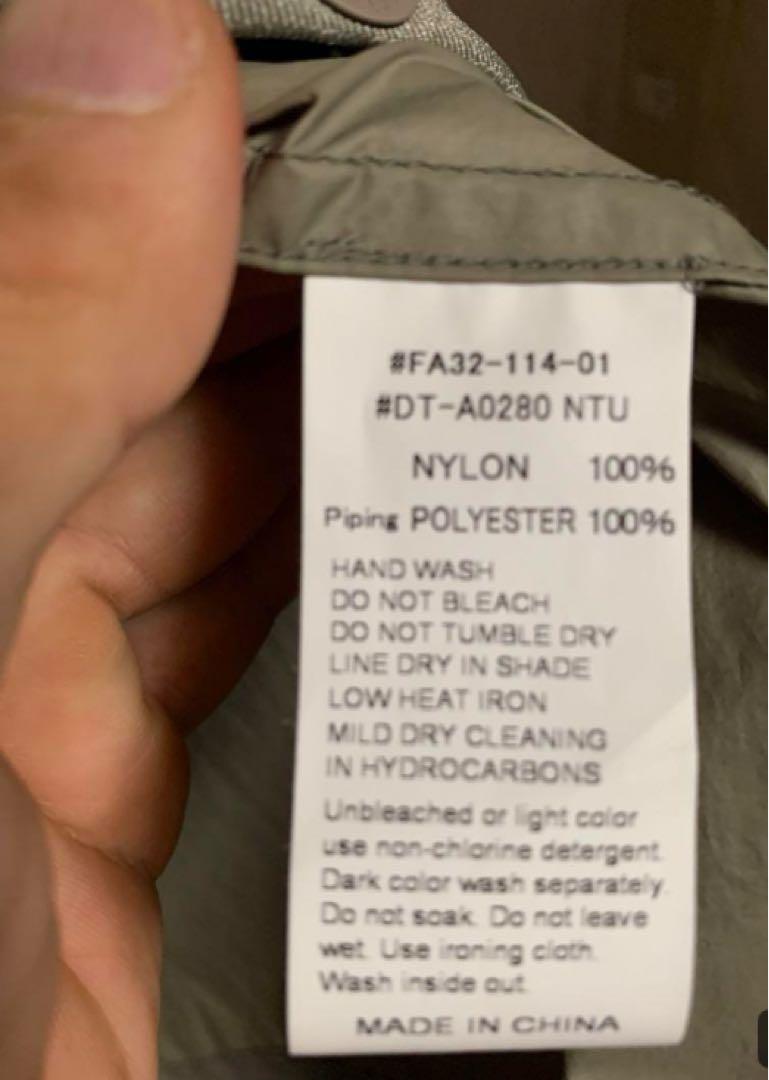 #FA32-114-01
#DT-A0280 NTU
NYLON 100%
Piping POLYESTER 100%
HAND WASH
DO NOT BLEACH
DO NOT TUMBLE DRY
LINE DRY IN SHADE
LOW HEAT IRON
MILD DRY CLEANING
IN HYDROCARBONS
Unbleached or light color
use non-chlorine detergent.
Dark color wash separately.
Do not soak. Do not leave
wet. Use ironing cloth.
Wash inside out.
MADE IN CHINA